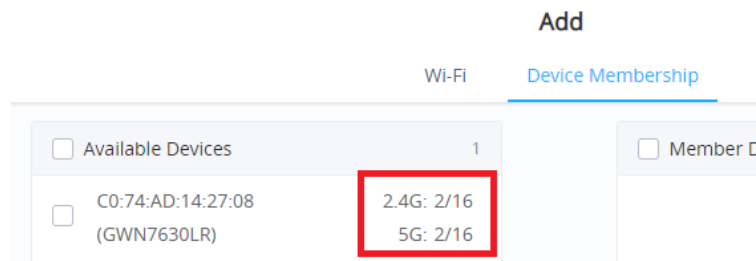 Add
Wi-Fi Device Membership
Available Devices 1
Member D
C0:74:AD:14:27:08 2.4G: 2/16
(GWN7630LR) 5G: 2/16